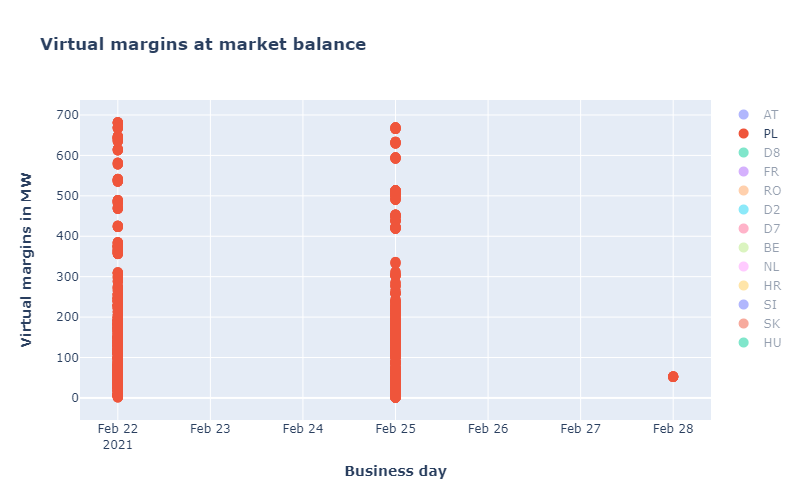 Virtual margins at market balance
Virtual margins in MW
700
600
500
400
300
200
100
0
Feb 22
2021
Feb 23
Feb 24
Feb 25
Feb 26
Feb 27
Feb 28
Business day
AT
PL
D8
FR
RO
D2
D7
BE
NL
HR
SI
SK
HU